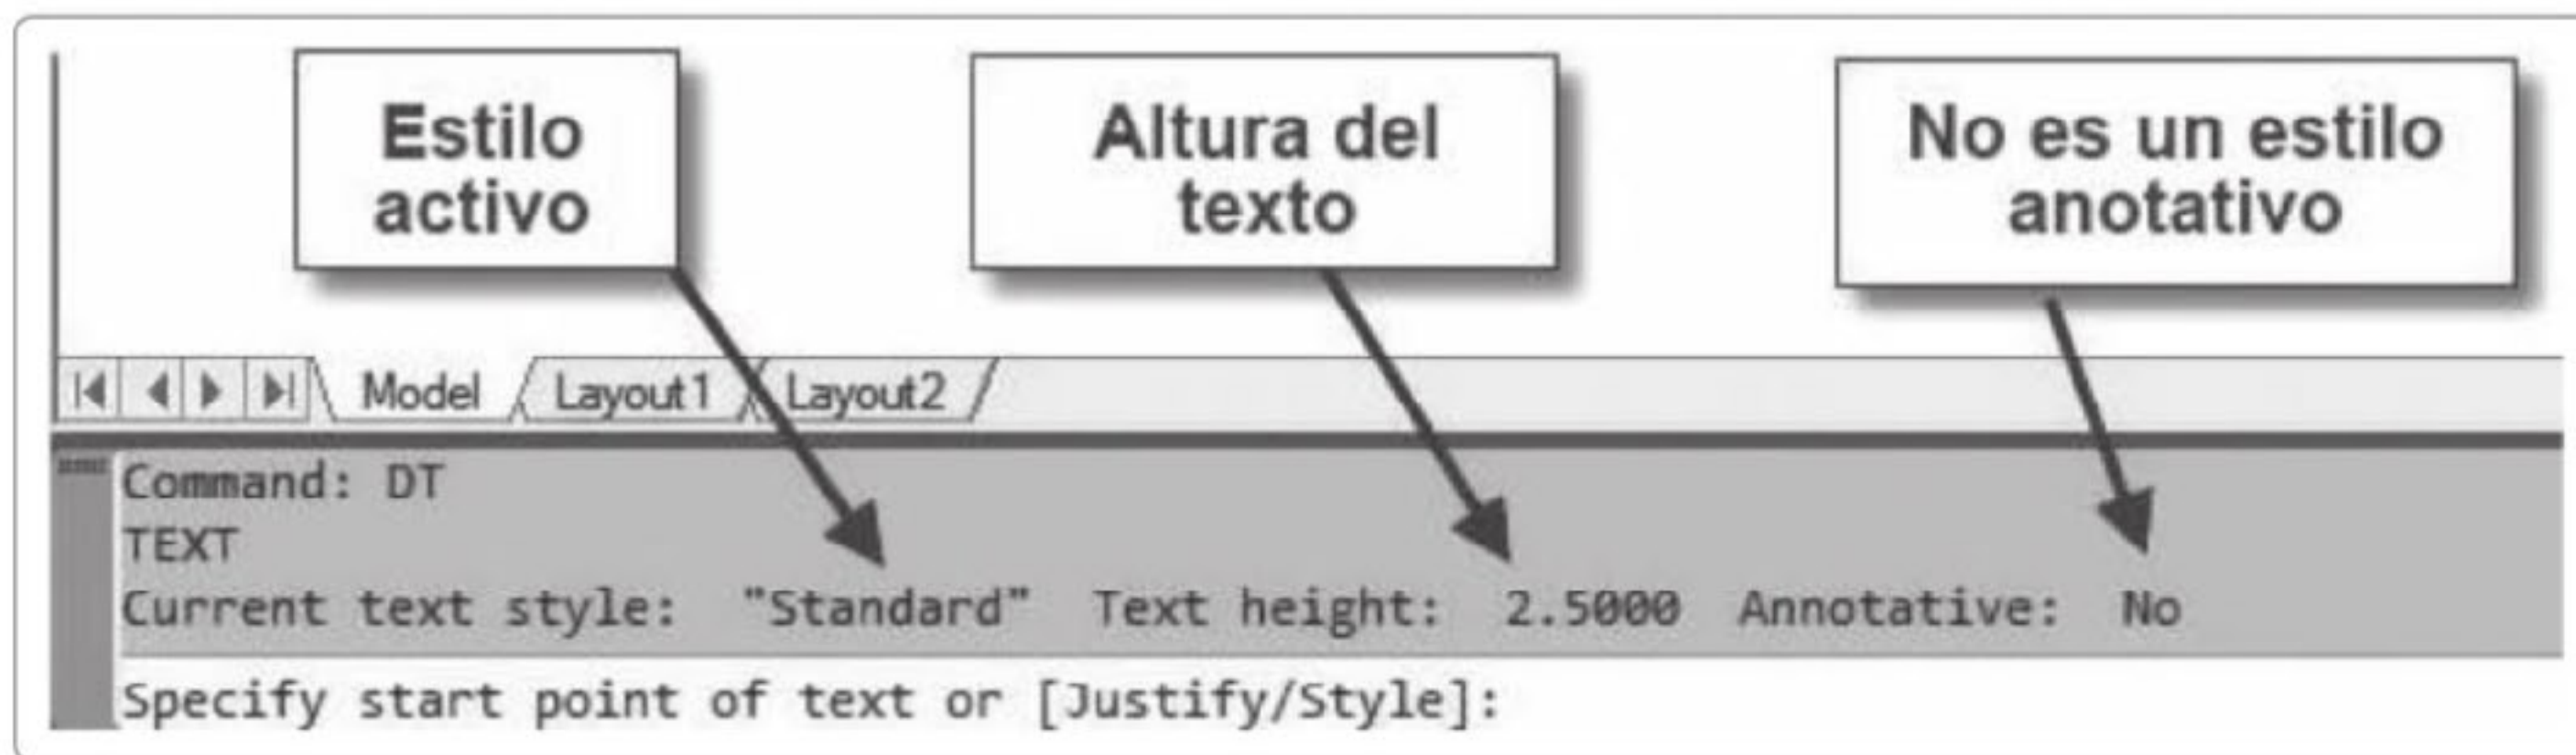 Estilo
activo
Altura del
texto
No es un estilo
anotativo
Model Layout1 Layout2
Command: DT
TEXT
Current text style: "Standard" Text height: 2.5000 Annotative: No
Specify start point of text or [Justify/Style]: